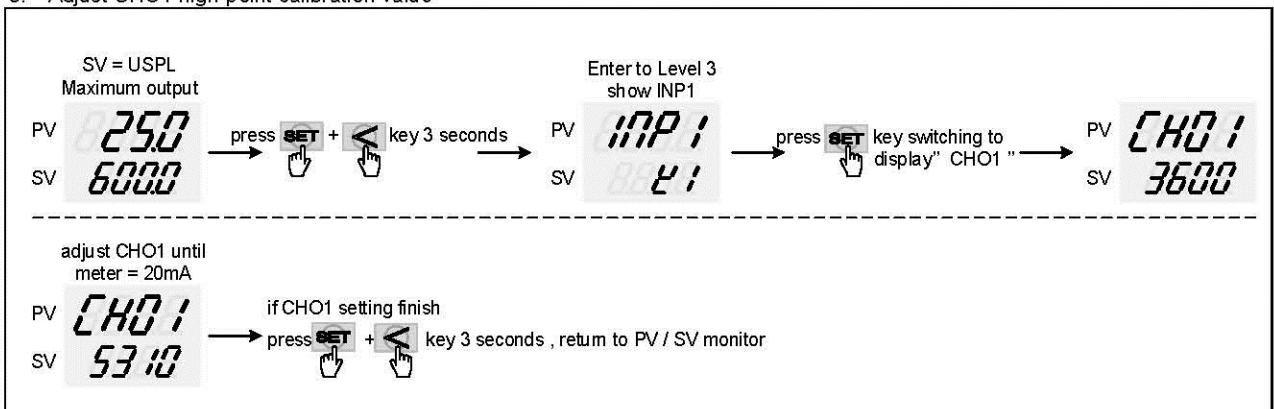 Adjust CHO1 high point calibration value
SV = USPL
Maximum output
PV 25.0
SV 600.0
press SET + < key 3 seconds
Enter to Level 3
show INP1
PV INP1
SV K1
press SET key switching to
display" CHO1 "
PV CHO1
SV 3600
adjust CHO1 until
meter = 20mA
PV CHO1
SV 5310
if CHO1 setting finish
press SET + < key 3 seconds , return to PV / SV monitor